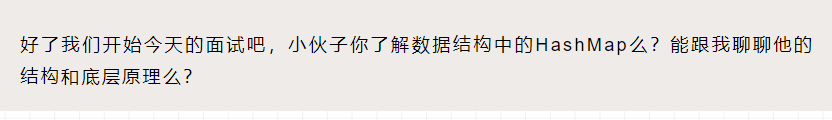 好了我们开始今天的面试吧，小伙子你了解数据结构中的HashMap么？能跟我聊聊他的
结构和底层原理么？